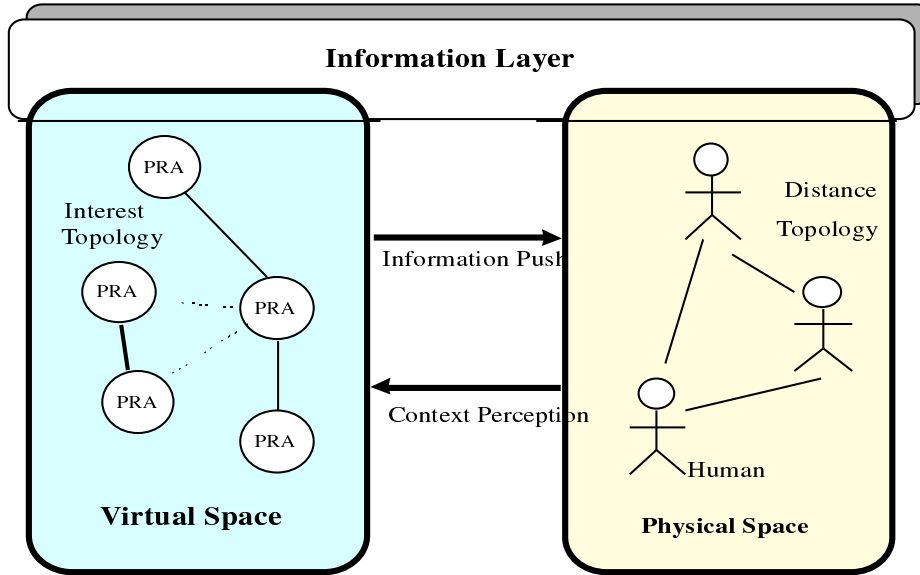 Information Layer
PRA
Interest
Topology
PRA
PRA
PRA
PRA
Virtual Space
Information Push
Context Perception
Distance
Topology
Human
Physical Space